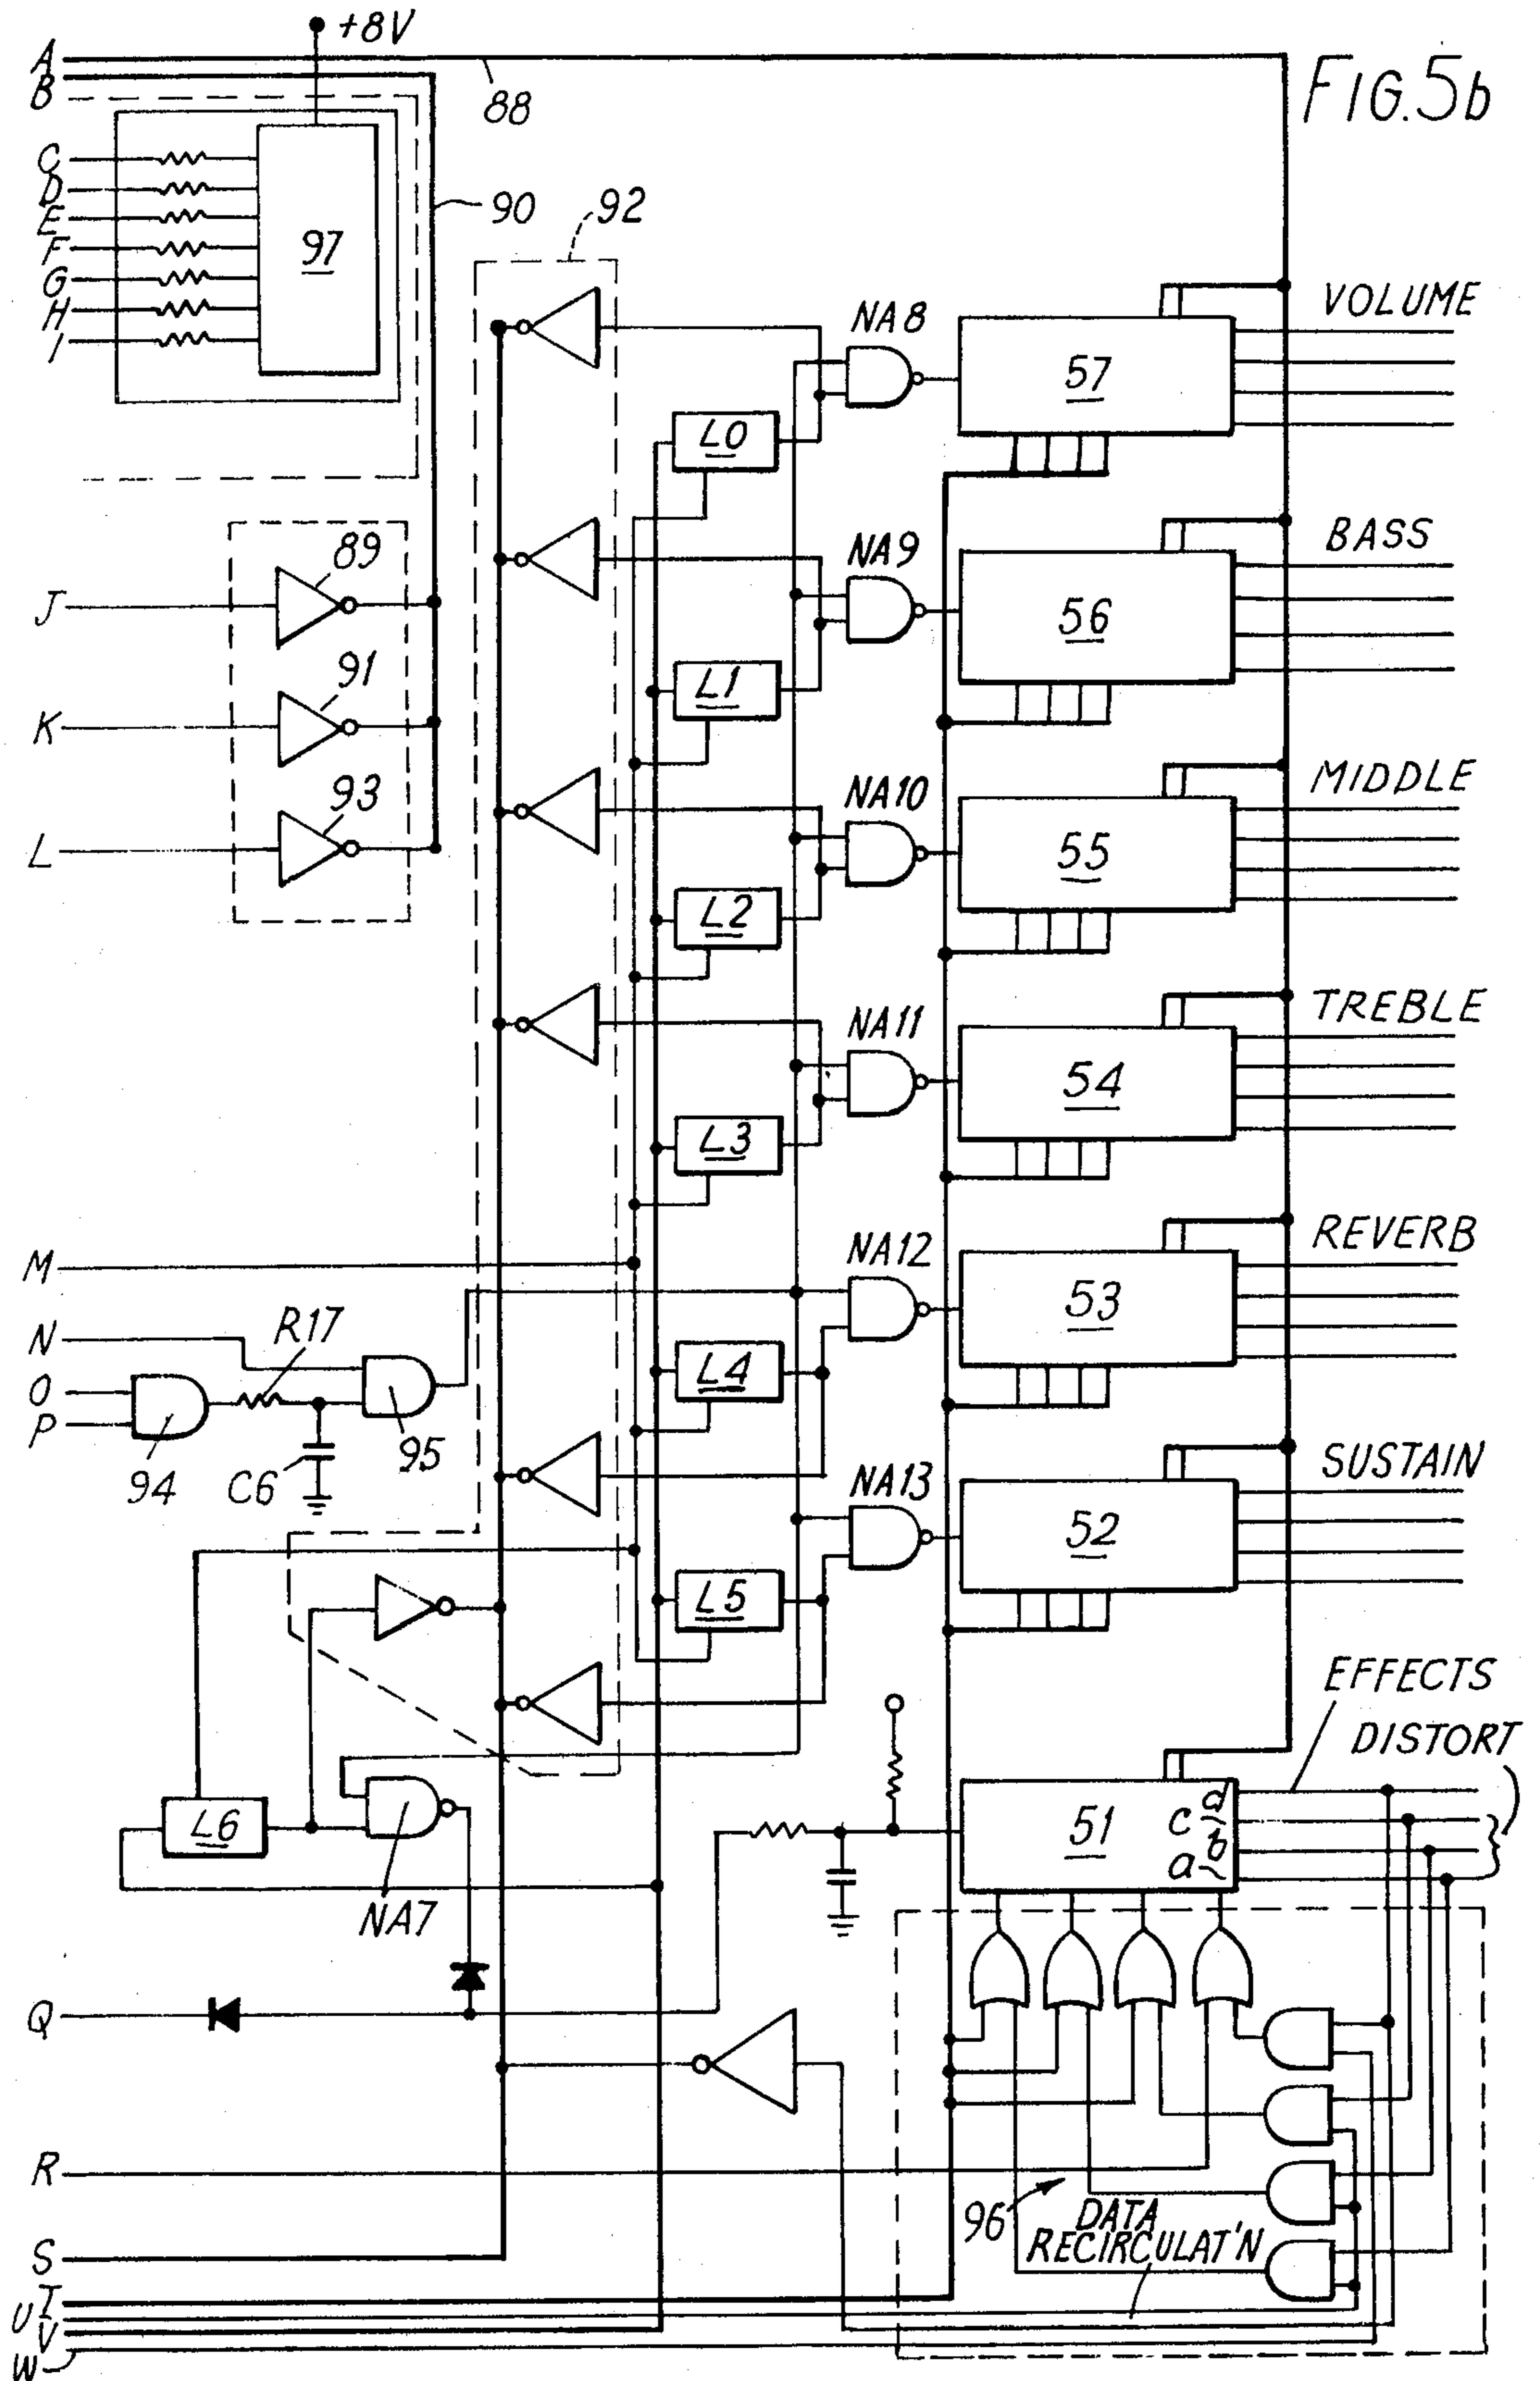 +8V
A
B
88
FIG. 5b
C
D
E
F
G
H
I
97
90
92
VOLUME
NA8
57
L0
89
J
BASS
NA9
56
91
K
L1
93
L
MIDDLE
NA10
55
L2
TREBLE
NA11
54
L3
M
REVERB
NA12
53
N
R17
O
P
94
C6
95
L4
SUSTAIN
NA13
52
L5
EFFECTS
DISTORT
L6
NA7
51
d
c
b
a
Q
R
96
DATA
RECIRCULAT'N
S
T
U
V
W